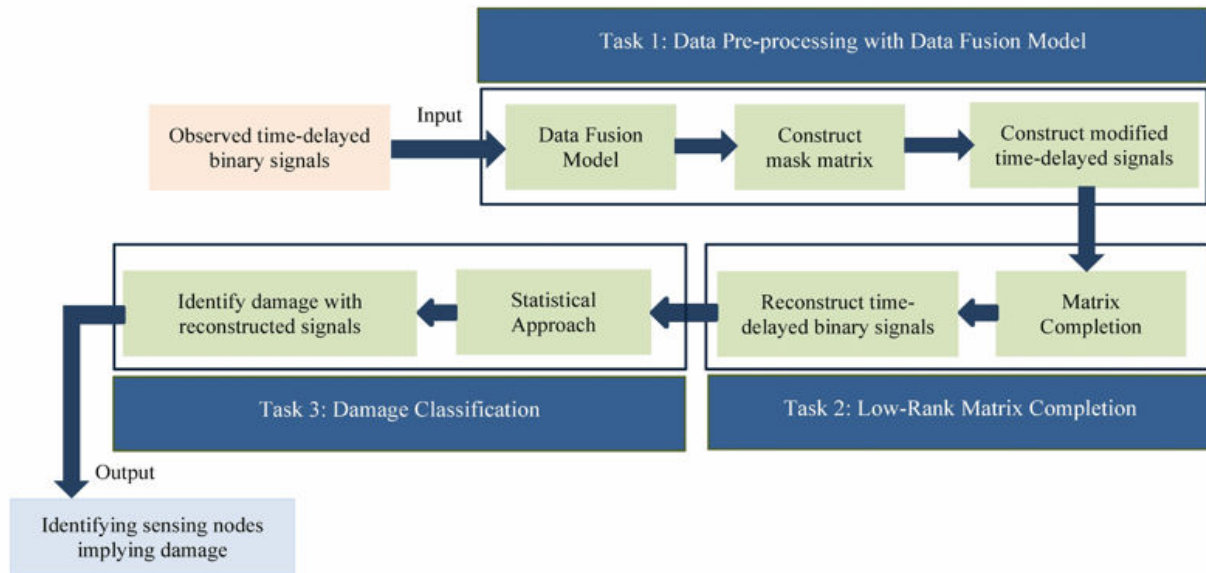 Task 1: Data Pre-processing with Data Fusion Model
Input
Observed time-delayed
binary signals
Data Fusion
Model
Construct
mask matrix
Construct modified
time-delayed signals
Matrix
Completion
Reconstruct time-
delayed binary signals
Task 2: Low-Rank Matrix Completion
Statistical
Approach
Identify damage with
reconstructed signals
Task 3: Damage Classification
Output
Identifying sensing nodes
implying damage